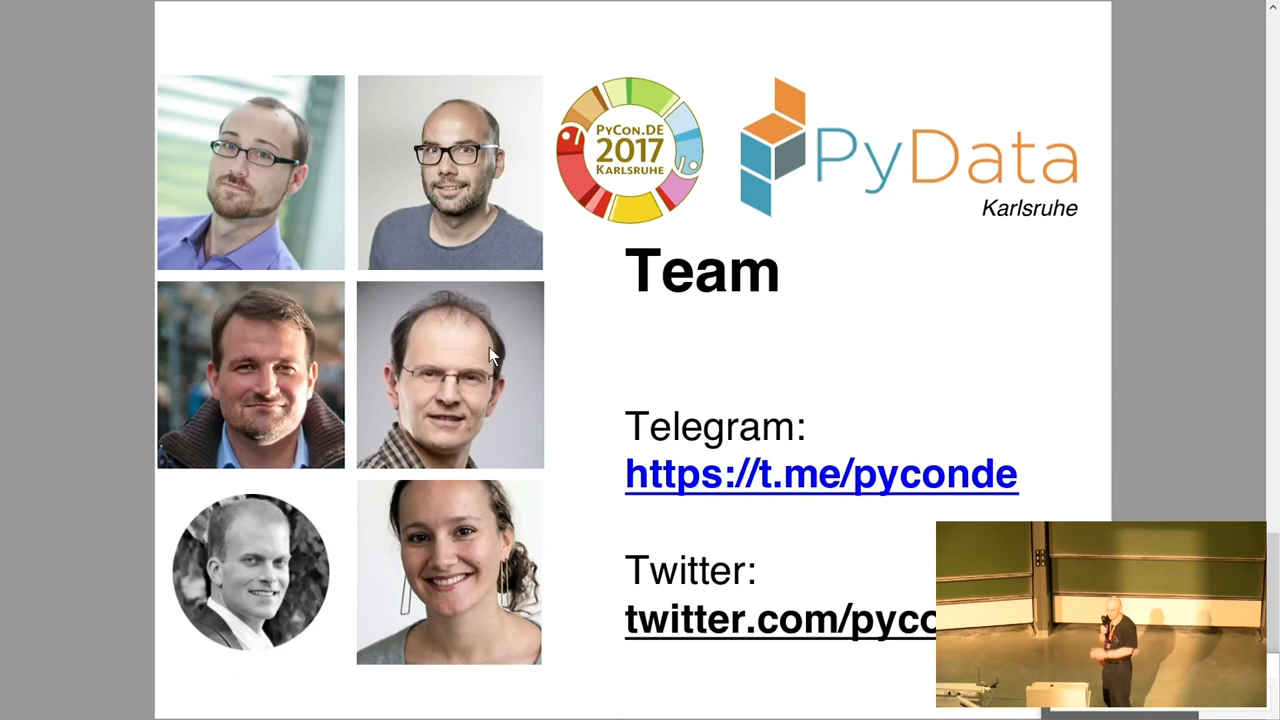 PYCON.DE
2017
KARLSRUHE
PyData
Karlsruhe
Team
Telegram:
https://t.me/pyconde
Twitter:
twitter.com/pyco